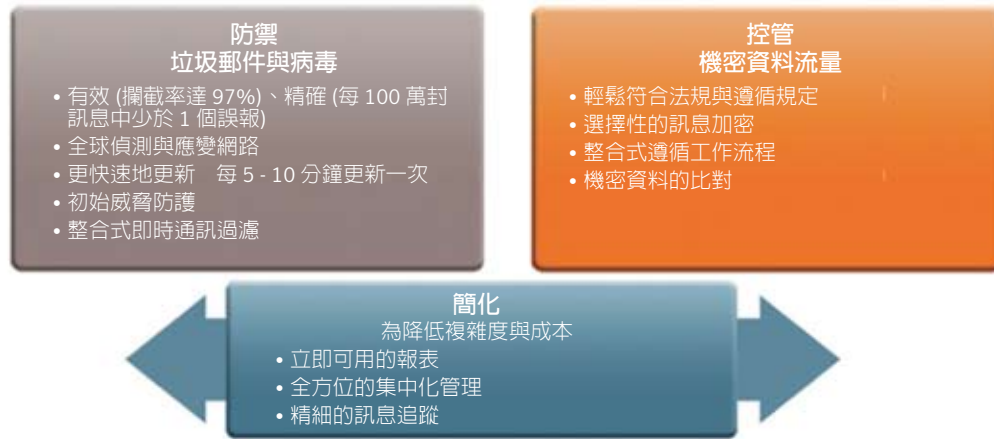 防禦
垃圾郵件與病毒
• 有效 (攔截率達 97%)、精確 (每 100 萬封
訊息中少於 1 個誤報)
• 全球偵測與應變網路
• 更快速地更新 每 5 - 10 分鐘更新一次
• 初始威脅防護
• 整合式即時通訊過濾
控管
機密資料流量
• 輕鬆符合法規與遵循規定
• 選擇性的訊息加密
• 整合式遵循工作流程
• 機密資料的比對
簡化
為降低複雜度與成本
• 立即可用的報表
• 全方位的集中化管理
• 精細的訊息追蹤